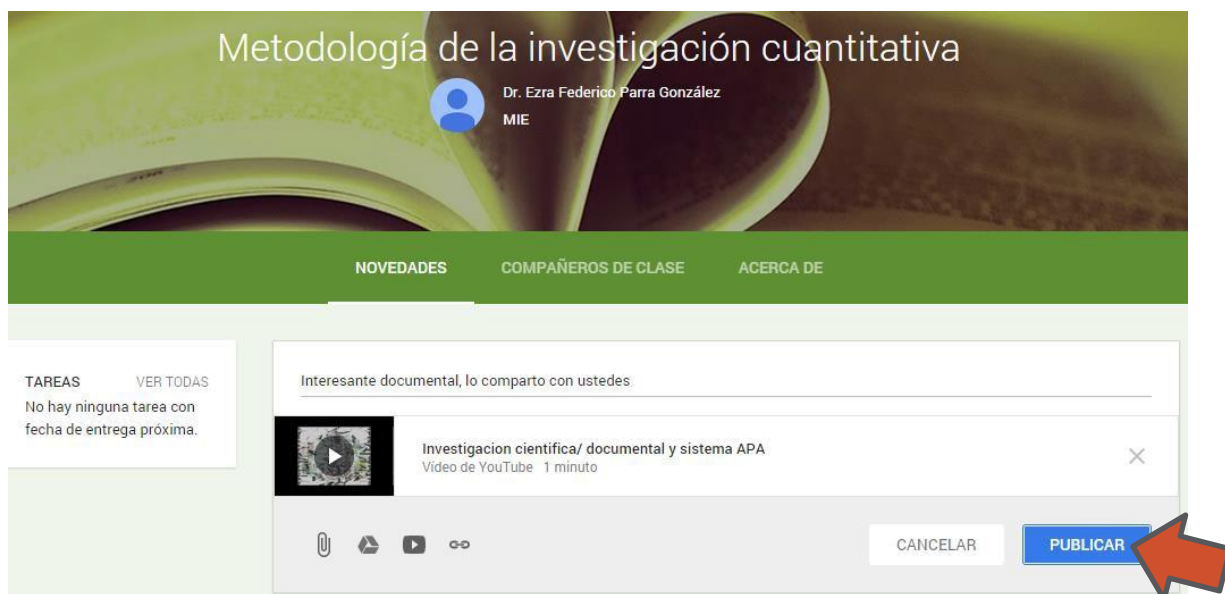 Metodología de la investigación cuantitativa
Dr. Ezra Federico Parra González
MIE
NOVEDADES COMPAÑEROS DE CLASE ACERCA DE
TAREAS VER TODAS
No hay ninguna tarea con
fecha de entrega próxima.
Interesante documental, lo comparto con ustedes
Investigacion cientifica/ documental y sistema APA
Vídeo de YouTube 1 minuto
CANCELAR PUBLICAR